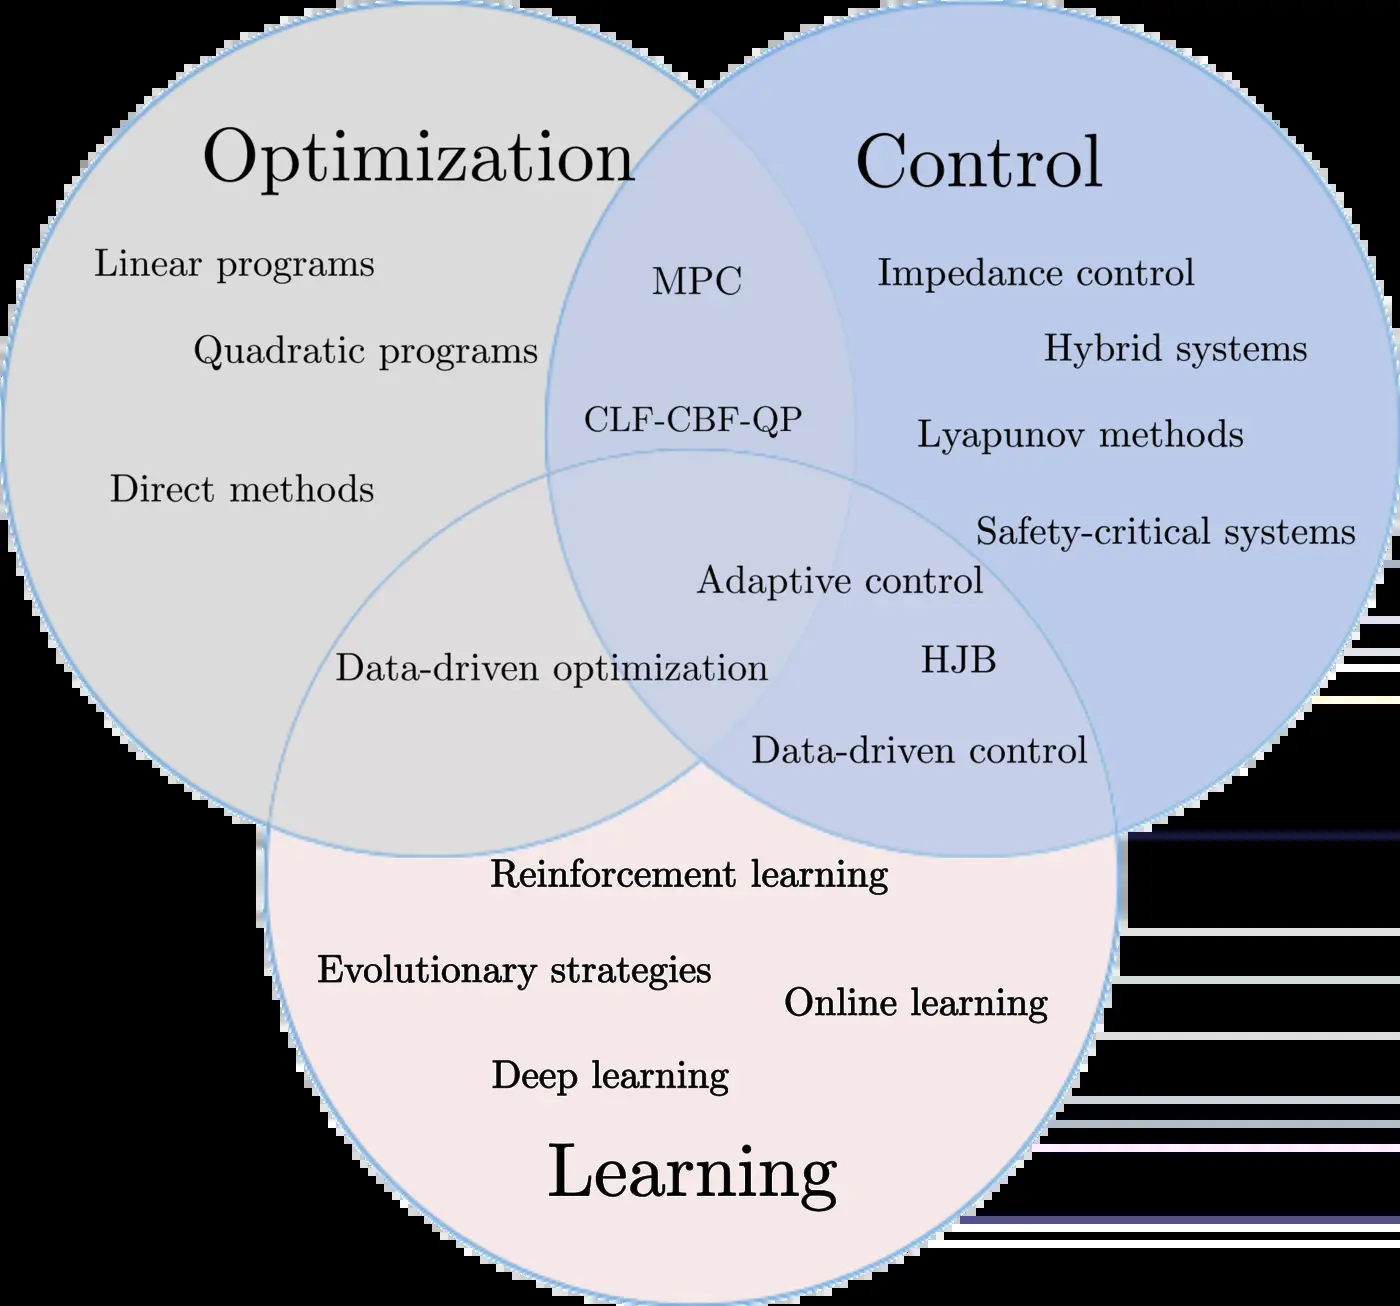 Optimization
Control
Linear programs
MPC
Impedance control
Quadratic programs
Hybrid systems
CLF-CBF-QP
Lyapunov methods
Direct methods
Safety-critical systems
Adaptive control
Data-driven optimization
HJB
Data-driven control
Reinforcement learning
Evolutionary strategies
Online learning
Deep learning
Learning